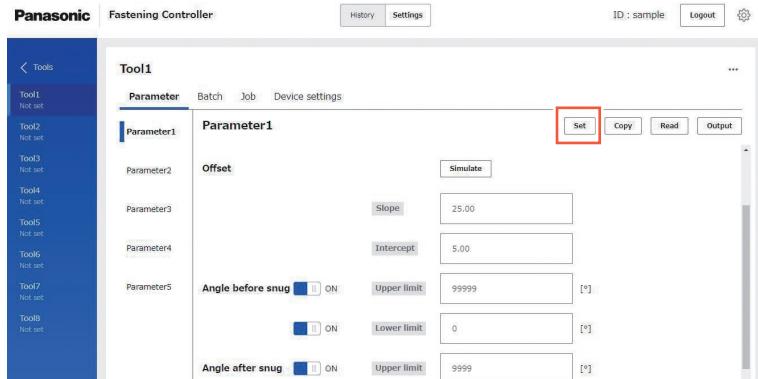 Panasonic Fastening Controller History Settings ID : sample Logout
Tools
Tool1
Not set
Tool2
Not set
Tool3
Not set
Tool4
Not set
Tool5
Not set
Tool6
Not set
Tool7
Not set
Tool8
Not set
Tool1 ...
Parameter Batch Job Device settings
Parameter1
Parameter2
Parameter3
Parameter4
Parameter5
Parameter1 Set Copy Read Output
Offset Simulate
Slope 25.00
Intercept 5.00
Angle before snug ON Upper limit 99999 [°]
ON Lower limit 0 [°]
Angle after snug ON Upper limit 9999 [°]